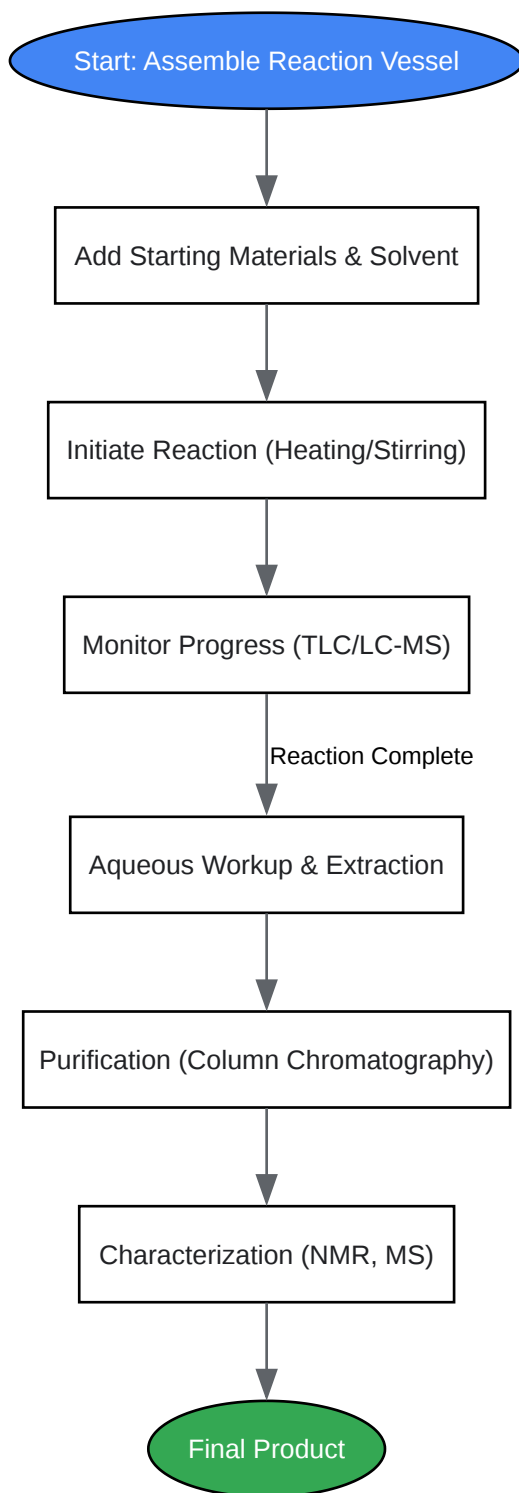 Start: Assemble Reaction Vessel
Add Starting Materials & Solvent
Initiate Reaction (Heating/Stirring)
Monitor Progress (TLC/LC-MS)
Reaction Complete
Aqueous Workup & Extraction
Purification (Column Chromatography)
Characterization (NMR, MS)
Final Product